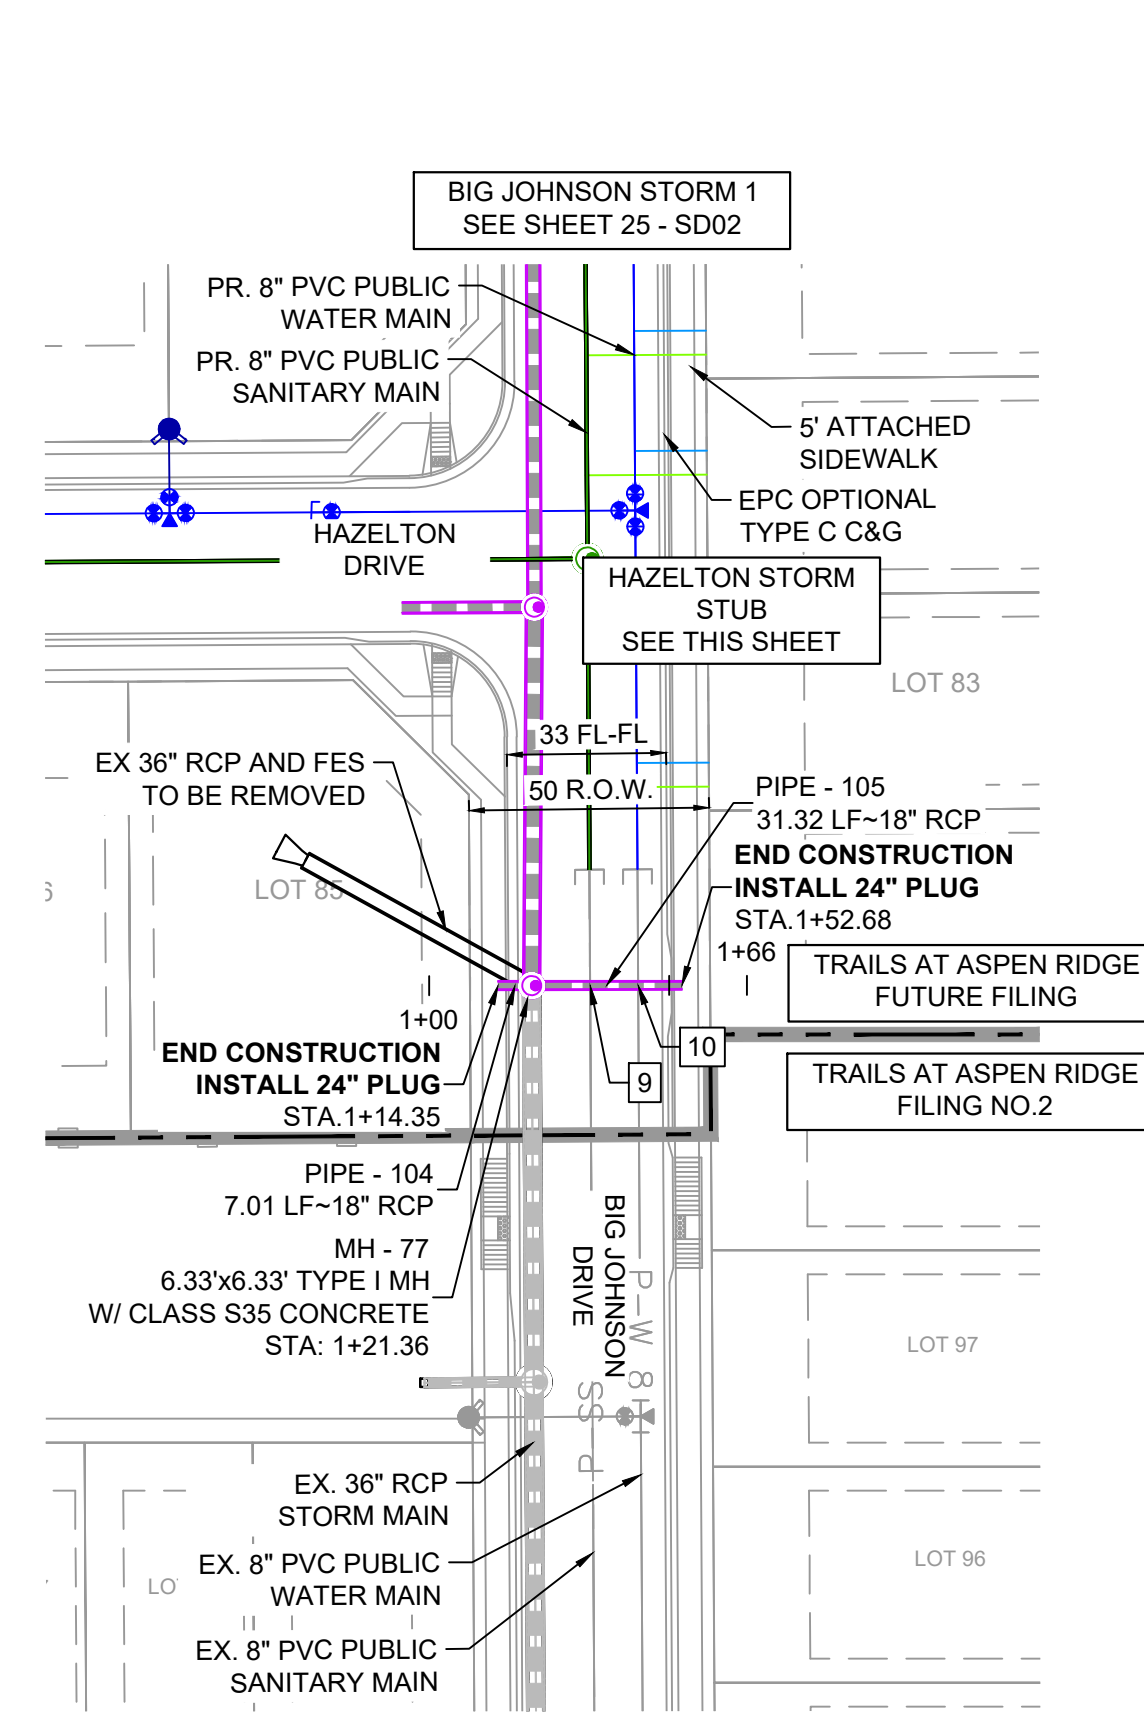 BIG JOHNSON STORM 1
SEE SHEET 25 - SD02
PR. 8" PVC PUBLIC
WATER MAIN
PR. 8" PVC PUBLIC
SANITARY MAIN
5' ATTACHED
SIDEWALK
EPC OPTIONAL
TYPE C C&G
HAZELTON
DRIVE
HAZELTON STORM
STUB
SEE THIS SHEET
LOT 83
33 FL-FL
EX 36" RCP AND FES
TO BE REMOVED
50 R.O.W.
PIPE - 105
31.32 LF~18" RCP
END CONSTRUCTION
INSTALL 24" PLUG
STA.1+52.68
LOT 85
1+66
TRAILS AT ASPEN RIDGE
FUTURE FILING
1+00
END CONSTRUCTION
INSTALL 24" PLUG
STA.1+14.35
10
9
TRAILS AT ASPEN RIDGE
FILING NO.2
PIPE - 104
7.01 LF~18" RCP
MH - 77
6.33'x6.33' TYPE I MH
W/ CLASS S35 CONCRETE
STA: 1+21.36
BIG JOHNSON
DRIVE
P-W 8
SS-P
LOT 97
EX. 36" RCP
STORM MAIN
EX. 8" PVC PUBLIC
WATER MAIN
LOT 96
EX. 8" PVC PUBLIC
SANITARY MAIN